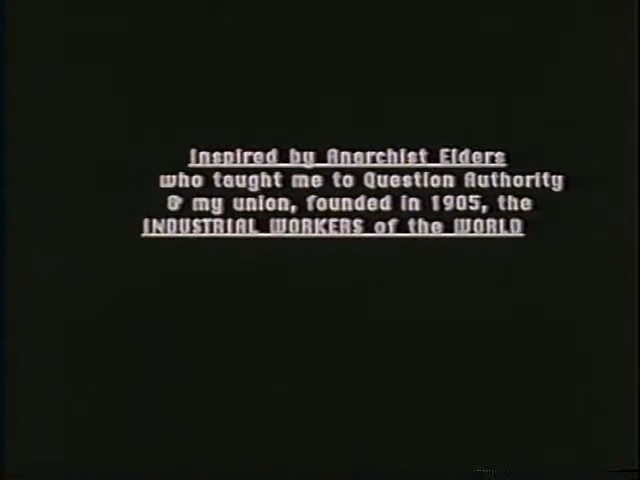 Inspired by Anarchist Elders
who taught me to Question Authority
& my union, founded in 1905, the
INDUSTRIAL WORKERS of the WORLD